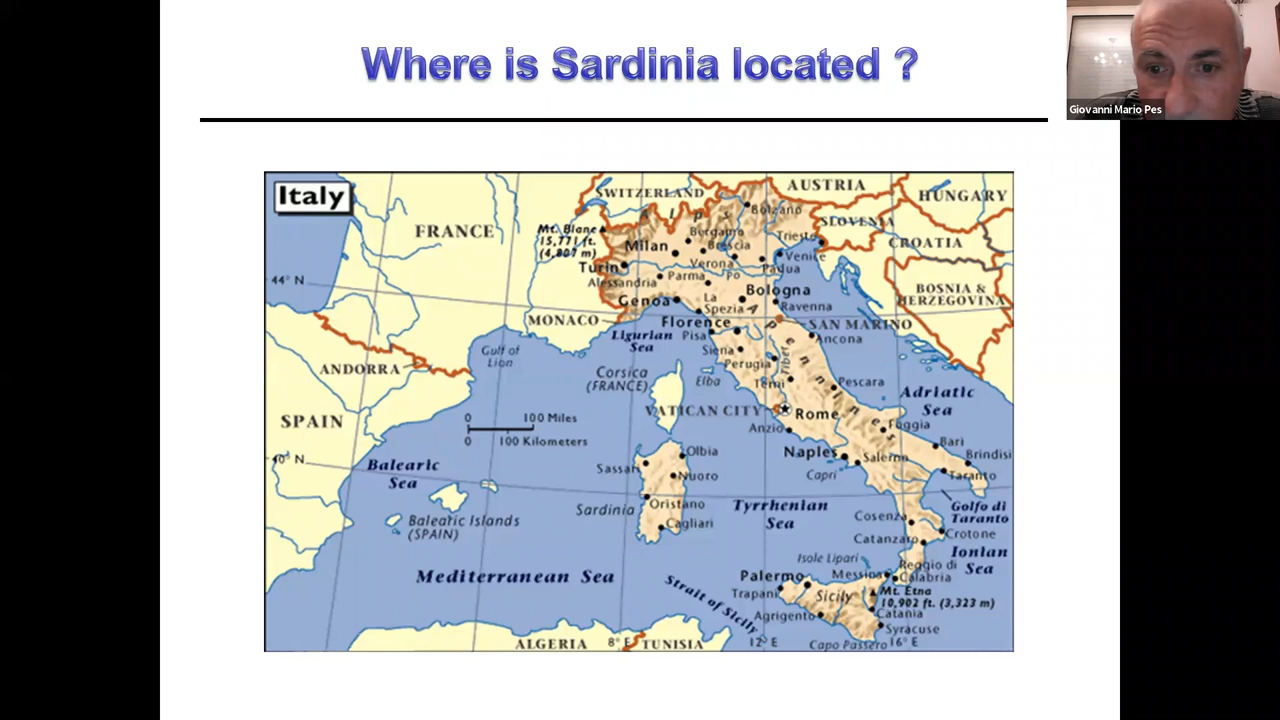 Where is Sardinia located ?
Giovanni Mario Pes
Italy
SWITZERLAND
AUSTRIA
HUNGARY
FRANCE
Alps
Bolzano
SLOVENIA
Mt. Blanc
15,771 ft.
(4,807 m)
Bergamo
Trieste
CROATIA
Milan
Brescia
Venice
Verona
Padua
Turin
Parma
Po
Alessandria
44° N
Bologna
BOSNIA &
HERZEGOVINA
Genoa
La
Spezia
Ravenna
MONACO
Florence
SAN MARINO
Ligurian
Sea
Pisa
Ancona
Apennines
Gulf of
Lion
Siena
Tiber
Perugia
ANDORRA
Corsica
(FRANCE)
Elba
Terni
Pescara
Adriatic
Sea
SPAIN
0
100 Miles
0
100 Kilometers
VATICAN CITY
Rome
Anzio
Foggia
Bari
40° N
Balearic
Sea
Olbia
Naples
Salerno
Brindisi
Sassari
Nuoro
Capri
Taranto
Sardinia
Oristano
Tyrrhenian
Sea
Golfo di
Taranto
Balearic Islands
(SPAIN)
Cagliari
Cosenza
Crotone
Catanzaro
Ionian
Sea
Isole Lipari
Mediterranean Sea
Palermo
Messina
Reggio di
Calabria
Strait of Sicily
Trapani
Sicily
Mt. Etna
10,902 ft. (3,323 m)
Agrigento
Catania
Syracuse
ALGERIA
8° E
TUNISIA
12° E
Capo Passero
16° E